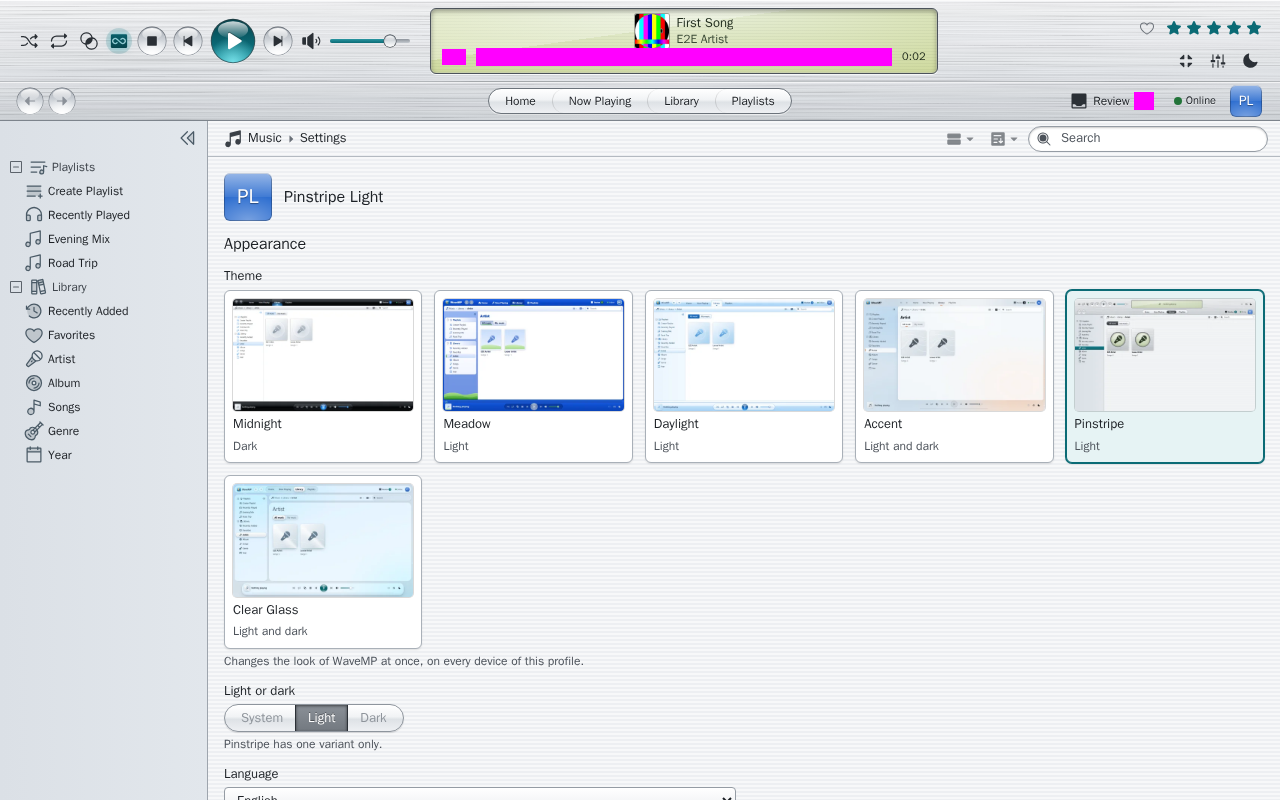 First Song
E2E Artist
0:02
Home
Now Playing
Library
Playlists
Review
Online
PL
Music
Settings
Search
Playlists
Create Playlist
Recently Played
Evening Mix
Road Trip
Library
Recently Added
Favorites
Artist
Album
Songs
Genre
Year
PL
Pinstripe Light
Appearance
Theme
Midnight
Dark
Meadow
Light
Daylight
Light
Accent
Light and dark
Pinstripe
Light
Clear Glass
Light and dark
Changes the look of WaveMP at once, on every device of this profile.
Light or dark
System
Light
Dark
Pinstripe has one variant only.
Language
English